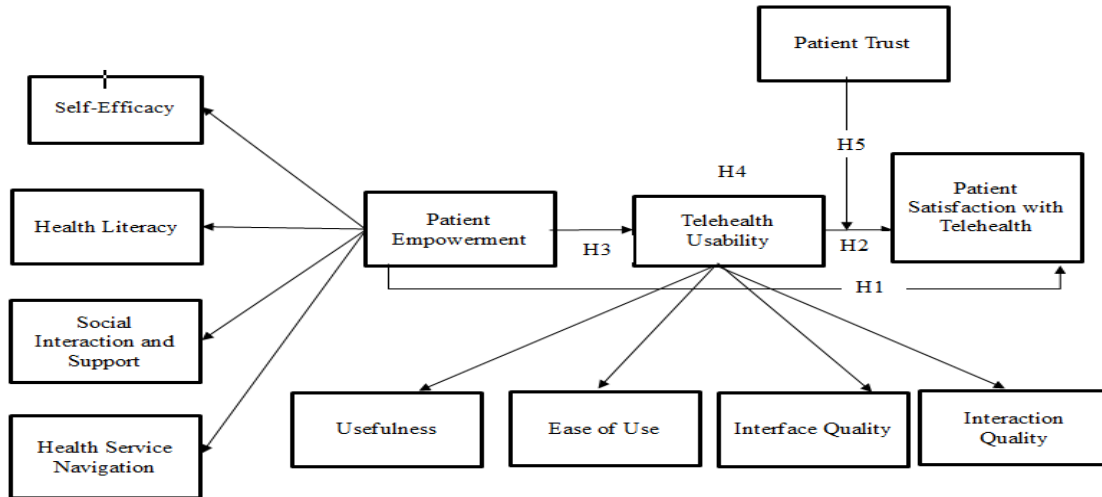 Patient Trust
Self-Efficacy
H5
H4
Health Literacy
Patient
Empowerment
H3
Telehealth
Usability
H2
Patient
Satisfaction with
Telehealth
H1
Social
Interaction and
Support
Health Service
Navigation
Usefulness
Ease of Use
Interface Quality
Interaction
Quality